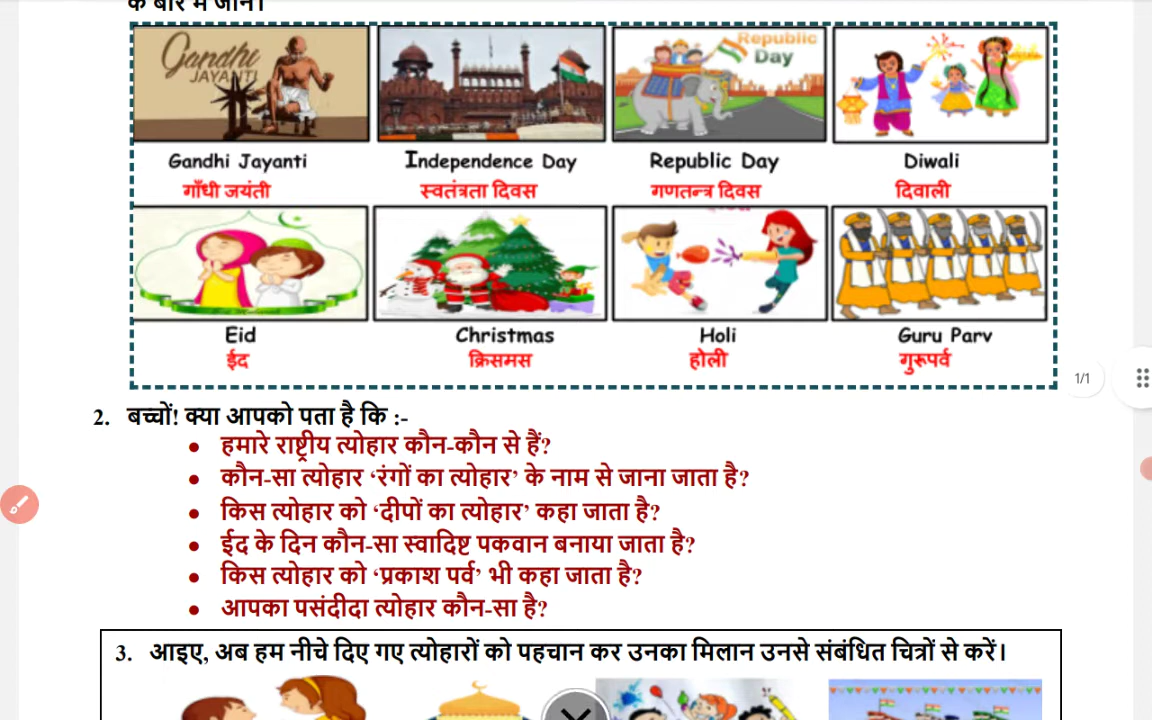 के बारे में जानें।
Gandhi
JAYANTI
Republic
Day
Gandhi Jayanti
Independence Day
Republic Day
Diwali
गाँधी जयंती
स्वतंत्रता दिवस
गणतन्त्र दिवस
दिवाली
Eid
Christmas
Holi
Guru Parv
ईद
क्रिसमस
होली
गुरूपर्व
1/1
2. बच्चों! क्या आपको पता है कि :-
• हमारे राष्ट्रीय त्योहार कौन-कौन से हैं?
• कौन-सा त्योहार ‘रंगों का त्योहार’ के नाम से जाना जाता है?
• किस त्योहार को ‘दीपों का त्योहार’ कहा जाता है?
• ईद के दिन कौन-सा स्वादिष्ट पकवान बनाया जाता है?
• किस त्योहार को ‘प्रकाश पर्व’ भी कहा जाता है?
• आपका पसंदीदा त्योहार कौन-सा है?
3. आइए, अब हम नीचे दिए गए त्योहारों को पहचान कर उनका मिलान उनसे संबंधित चित्रों से करें।